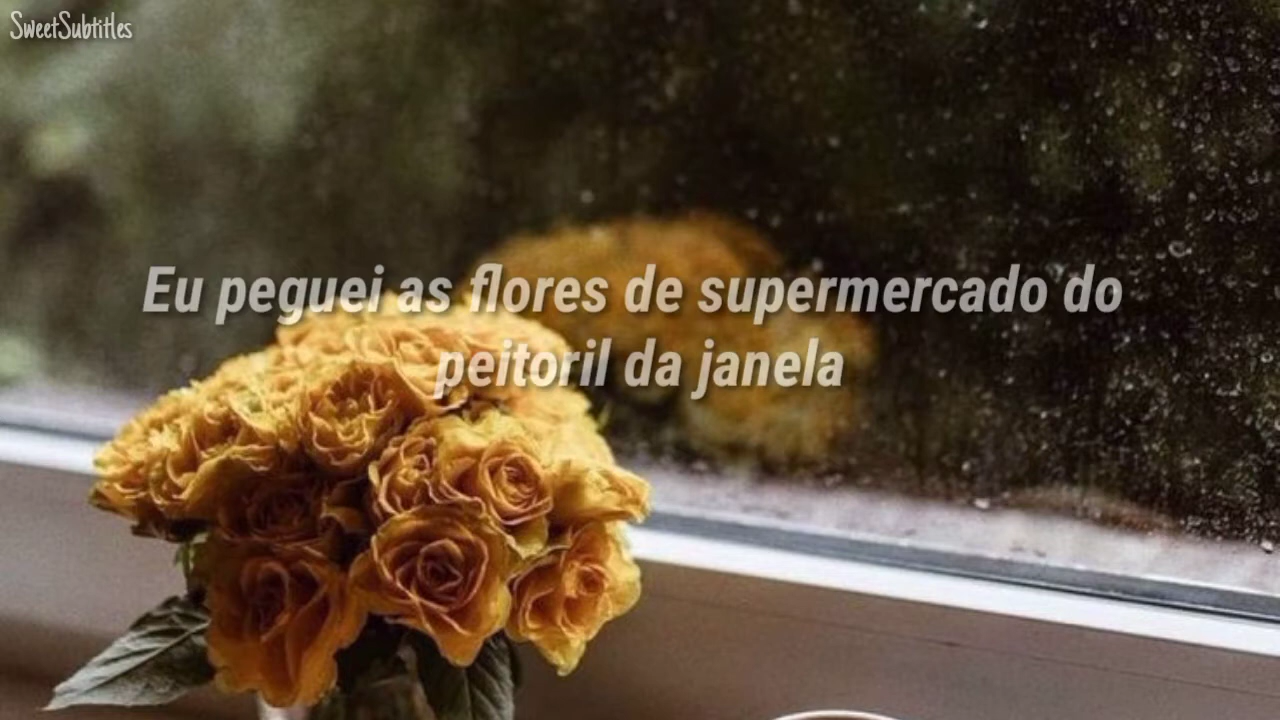 SweetSubtitles
Eu peguei as flores de supermercado do
peitoril da janela